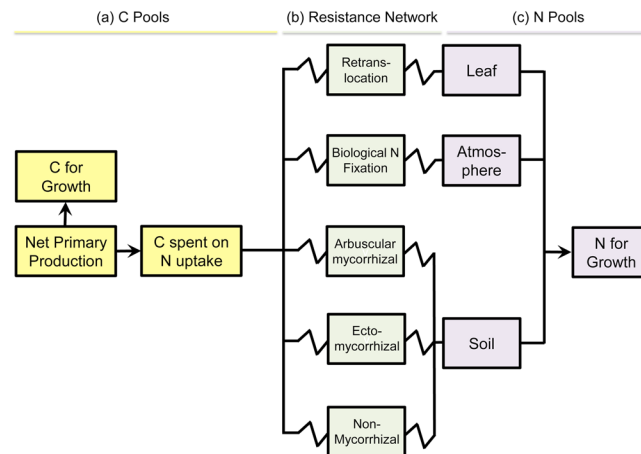 (a) C Pools
(b) Resistance Network
(c) N Pools
Retrans-
location
Leaf
Biological N
Fixation
Atmos-
phere
C for
Growth
Net Primary
Production
C spent on
N uptake
Arbuscular
mycorrhizal
N for
Growth
Ecto-
mycorrhizal
Soil
Non-
Mycorrhizal